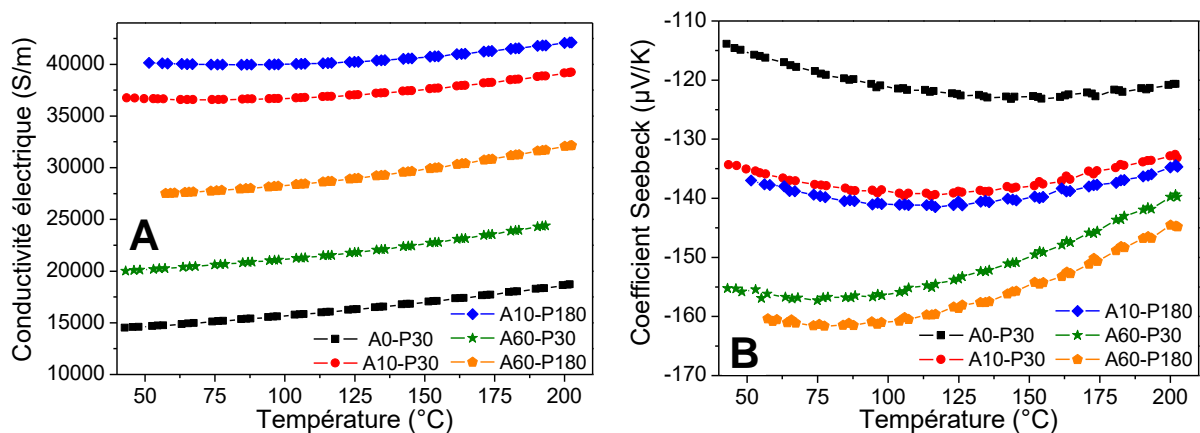 Conductivité électrique (S/m)
40000
35000
30000
25000
20000
15000
10000
A
A0-P30
A10-P30
A10-P180
A60-P30
A60-P180
50 75 100 125 150 175 200
Température (°C)
Coefficient Seebeck (µV/K)
-110
-120
-130
-140
-150
-160
-170
B
A0-P30
A10-P30
A10-P180
A60-P30
A60-P180
50 75 100 125 150 175 200
Température (°C)